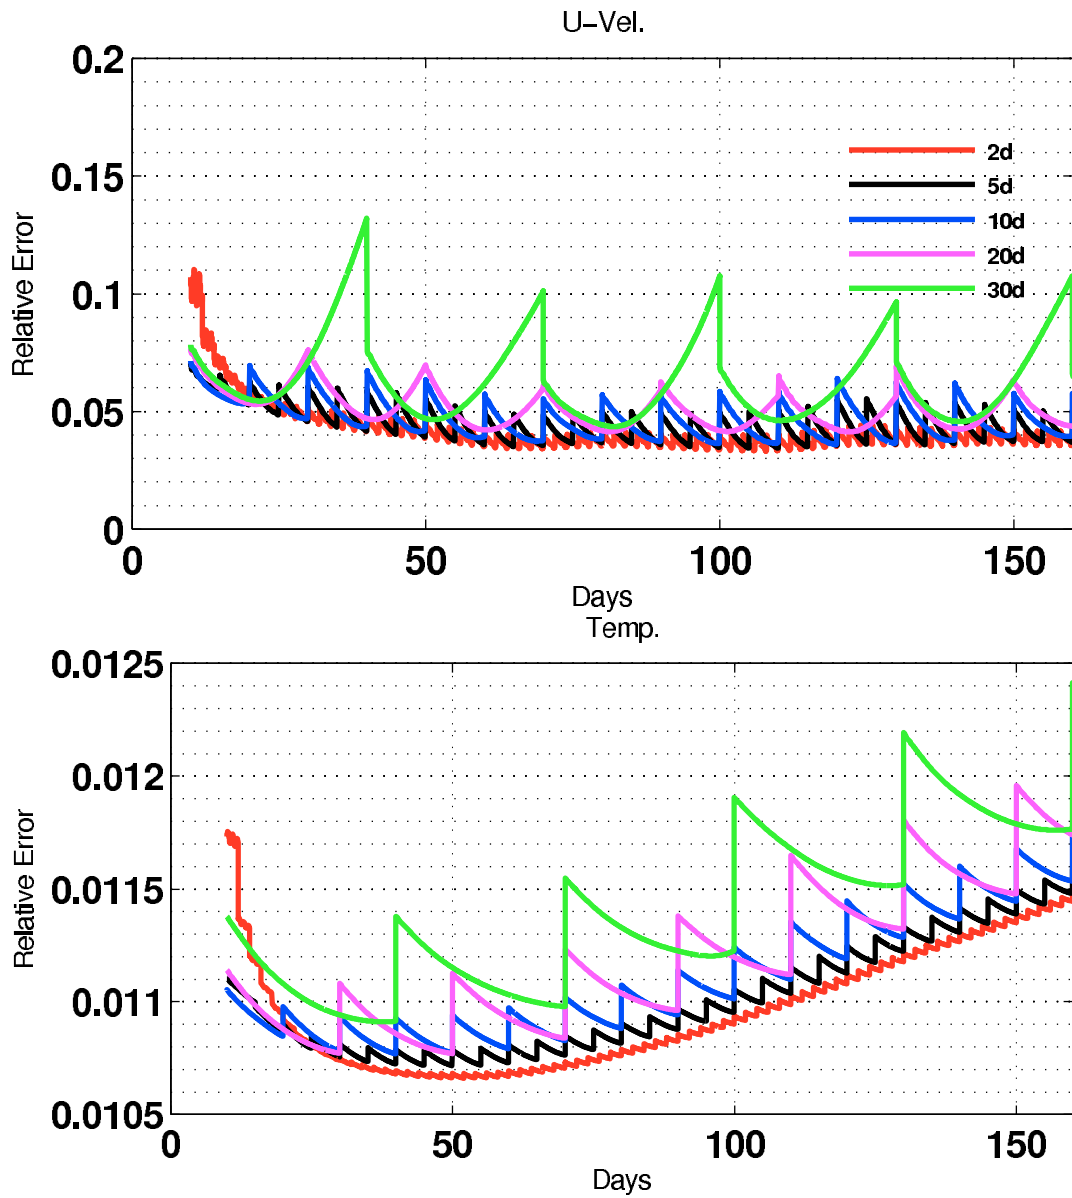 U-Vel.
0.2
0.15
0.1
0.05
0
Relative Error
2d
5d
10d
20d
30d
0 50 100 150
Days
Temp.
0.0125
0.012
0.0115
0.011
0.0105
Relative Error
0 50 100 150
Days